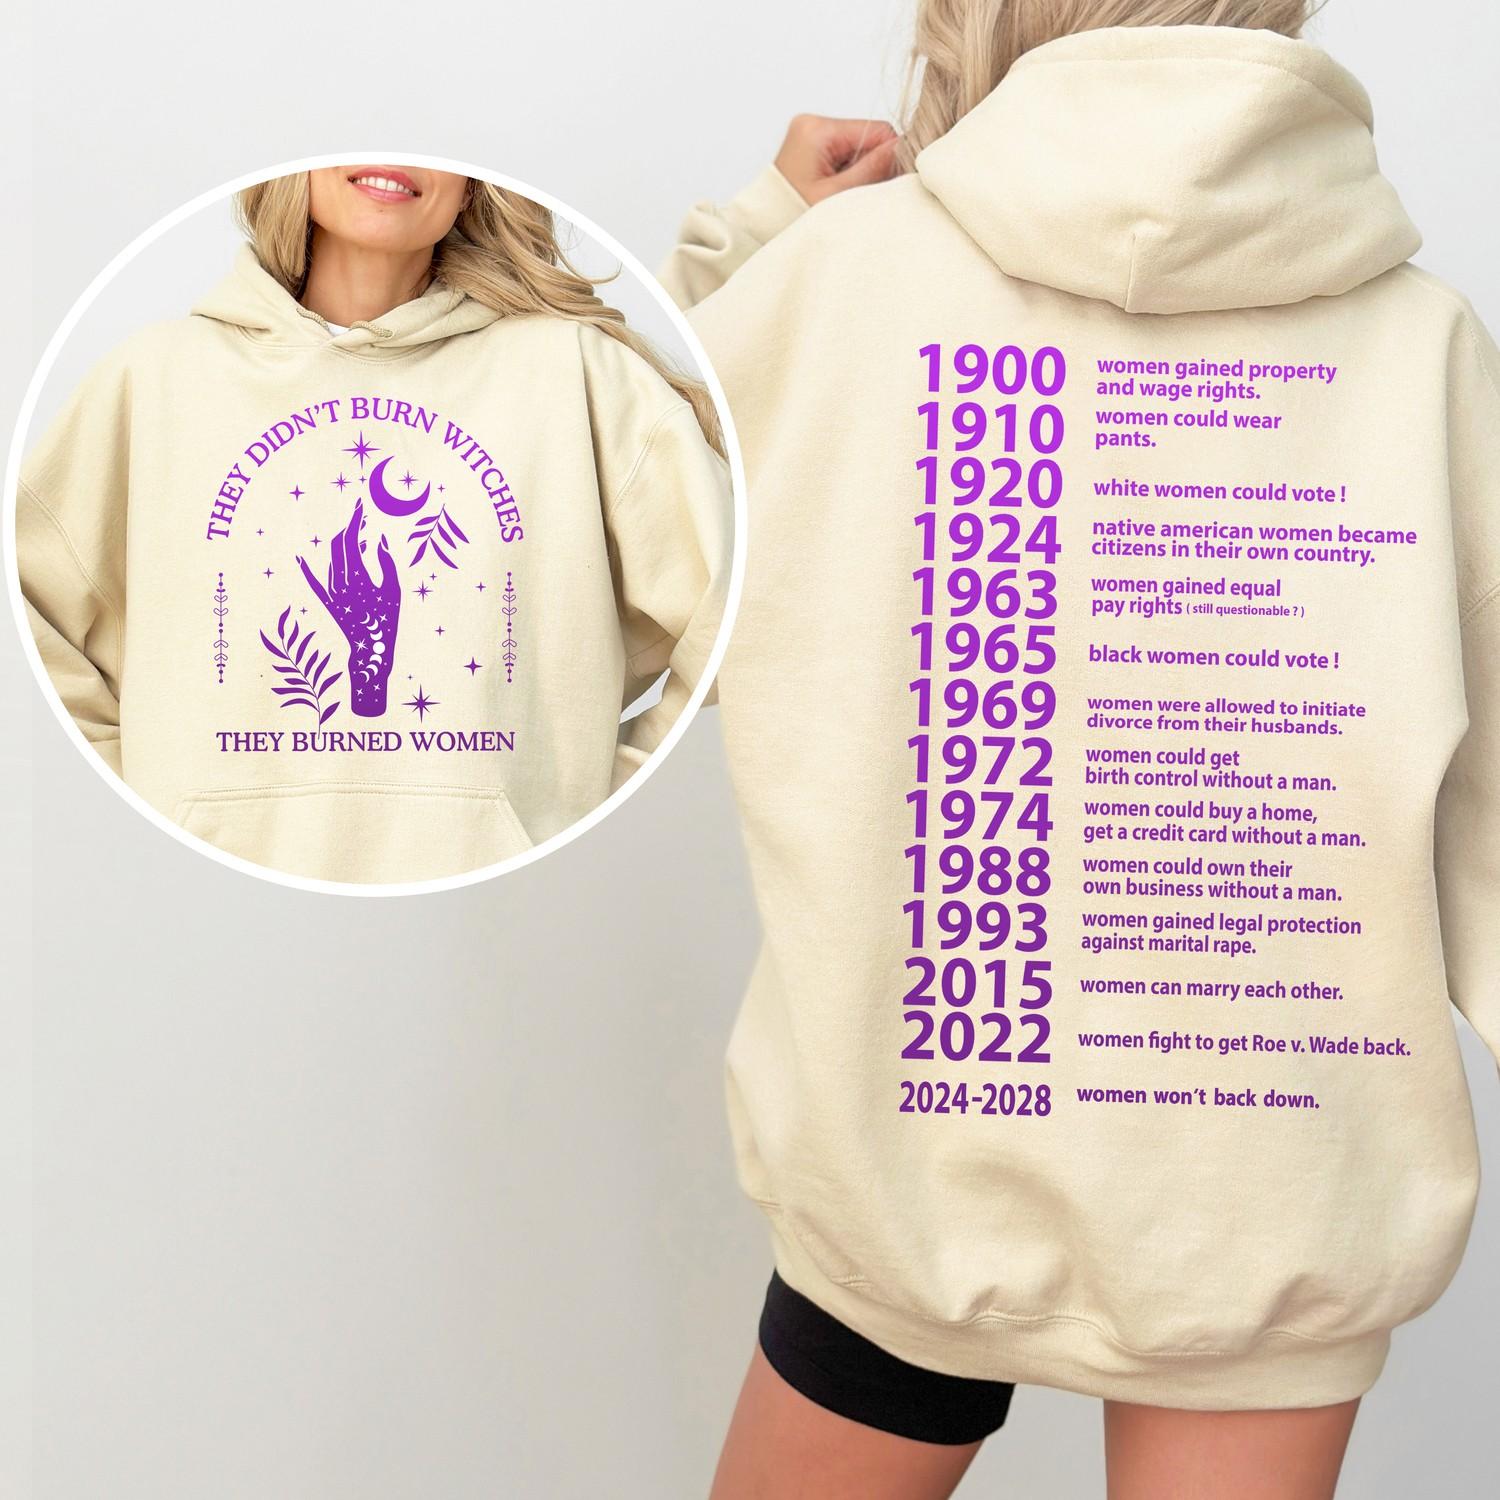 THEY DIDN'T BURN WITCHES
THEY BURNED WOMEN
1900 women gained property
and wage rights.
1910 women could wear
pants.
1920 white women could vote !
1924 native american women became
citizens in their own country.
1963 women gained equal
pay rights ( still questionable ? )
1965 black women could vote !
1969 women were allowed to initiate
divorce from their husbands.
1972 women could get
birth control without a man.
1974 women could buy a home,
get a credit card without a man.
1988 women could own their
own business without a man.
1993 women gained legal protection
against marital rape.
2015 women can marry each other.
2022 women fight to get Roe v. Wade back.
2024-2028 women won't back down.